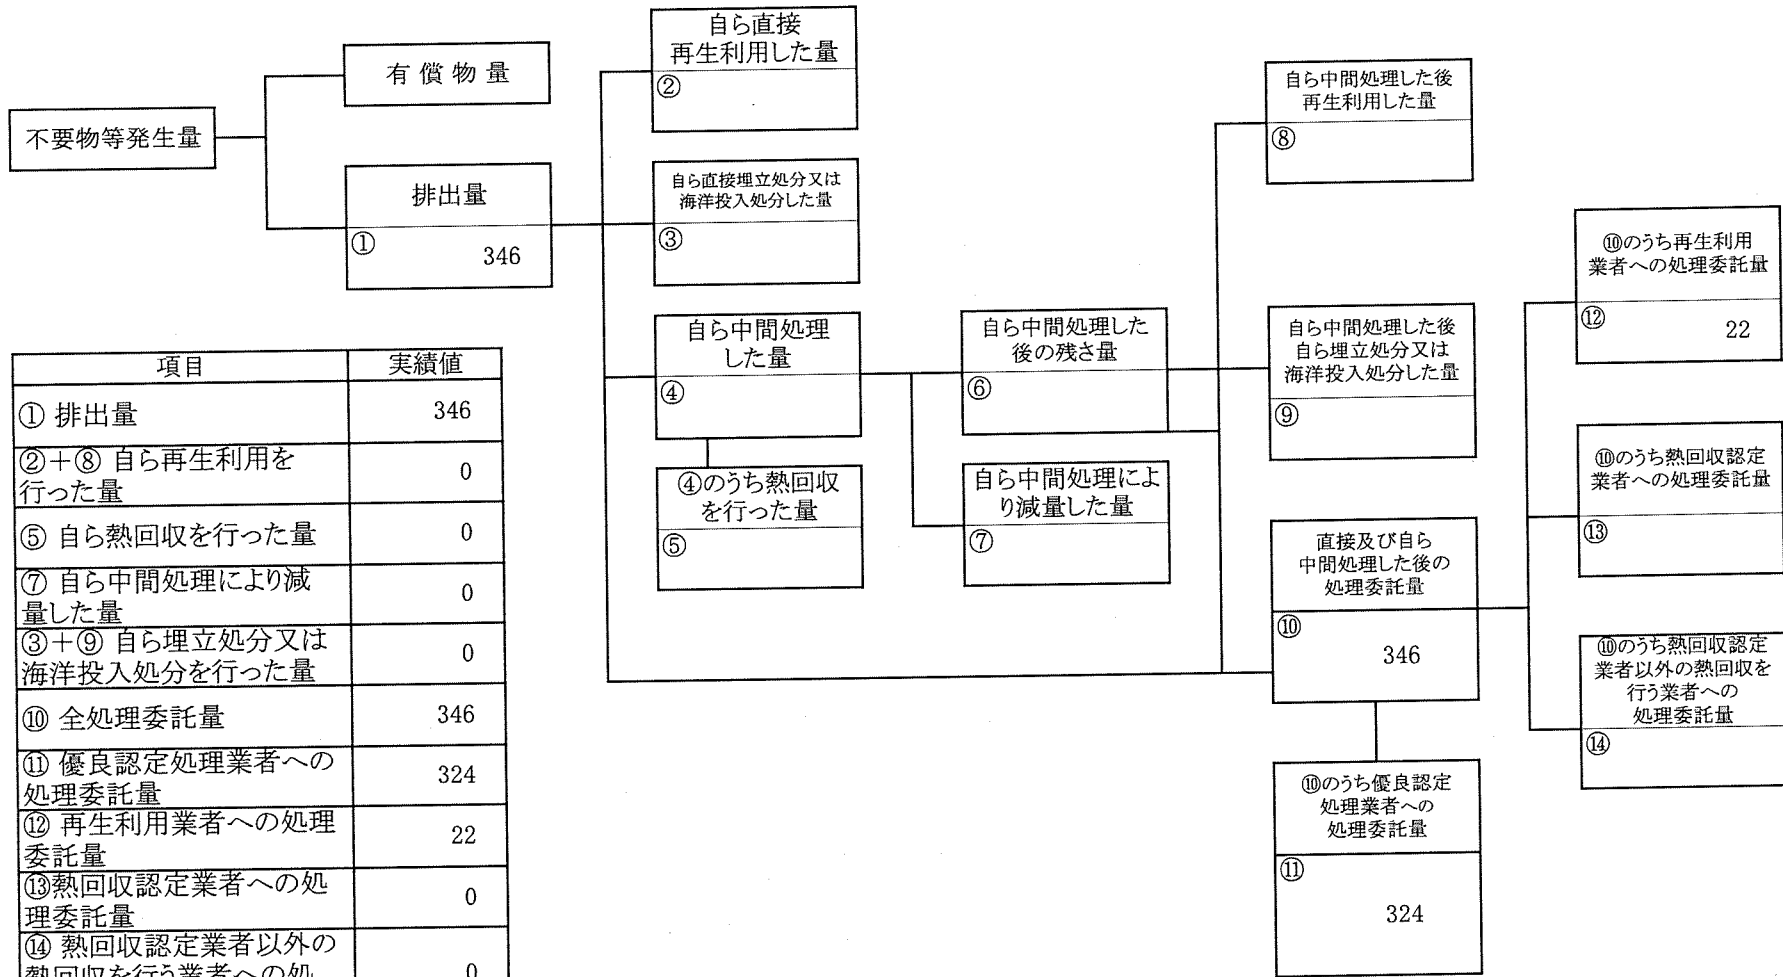 不要物等発生量
有償物量
排出量
①
346
自ら直接
再生利用した量
②
自ら直接埋立処分又は
海洋投入処分した量
③
自ら中間処理
した量
④
④のうち熱回収
を行った量
⑤
自ら中間処理した
後の残さ量
⑥
自ら中間処理によ
り減量した量
⑦
自ら中間処理した後
再生利用した量
⑧
自ら中間処理した後
自ら埋立処分又は
海洋投入処分した量
⑨
直接及び自ら
中間処理した後の
処理委託量
⑩
346
⑩のうち優良認定
処理業者への
処理委託量
⑪
324
⑩のうち再生利用
業者への処理委託量
⑫
22
⑩のうち熱回収認定
業者への処理委託量
⑬
⑩のうち熱回収認定
業者以外の熱回収を
行う業者への
処理委託量
⑭
項目 実績値
① 排出量 346
②+⑧ 自ら再生利用を
行った量 0
⑤ 自ら熱回収を行った量 0
⑦ 自ら中間処理により減
量した量 0
③+⑨ 自ら埋立処分又は
海洋投入処分を行った量 0
⑩ 全処理委託量 346
⑪ 優良認定処理業者への
処理委託量 324
⑫ 再生利用業者への処理
委託量 22
⑬熱回収認定業者への処
理委託量 0
⑭ 熱回収認定業者以外の
熱回収を行う業者への処 0